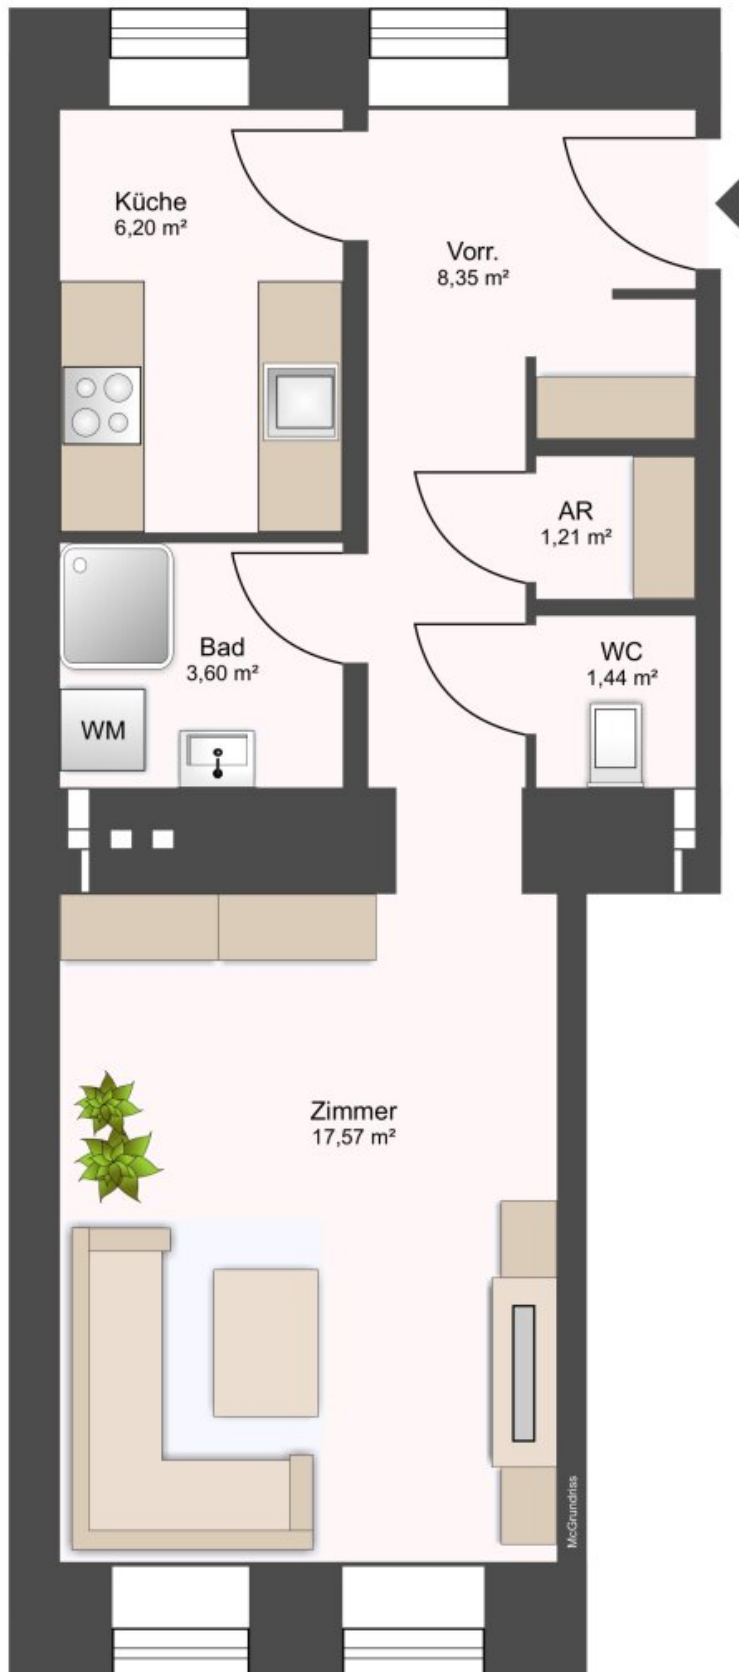 Küche
6,20 m²
Vorr.
8,35 m²
AR
1,21 m²
Bad
3,60 m²
WC
1,44 m²
WM
Zimmer
17,57 m²
McGrundriss